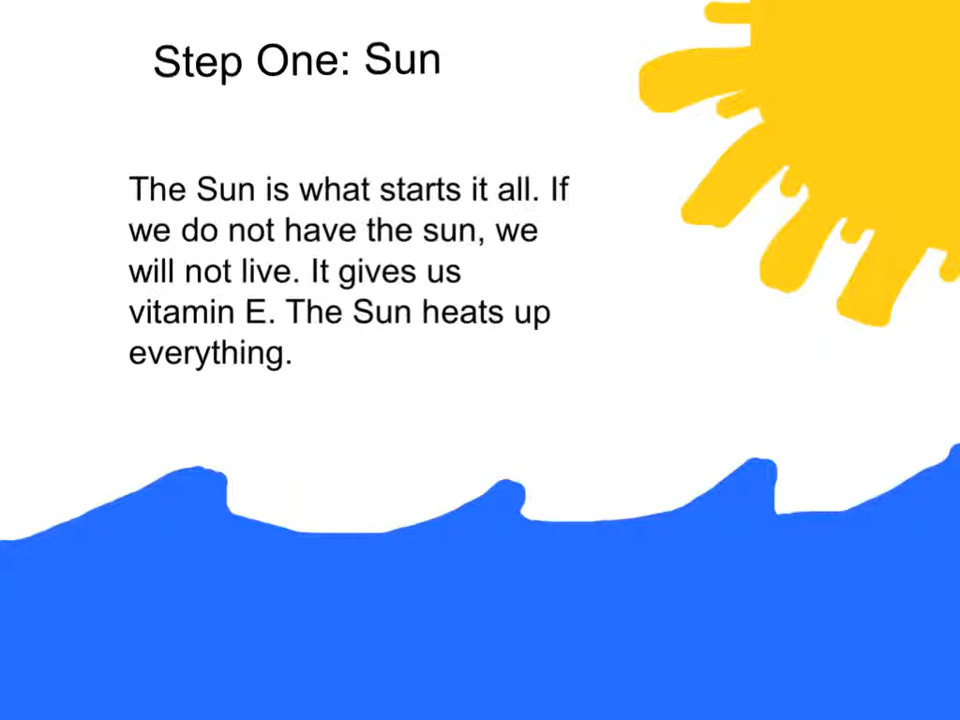 Step One: Sun
The Sun is what starts it all. If
we do not have the sun, we
will not live. It gives us
vitamin E. The Sun heats up
everything.